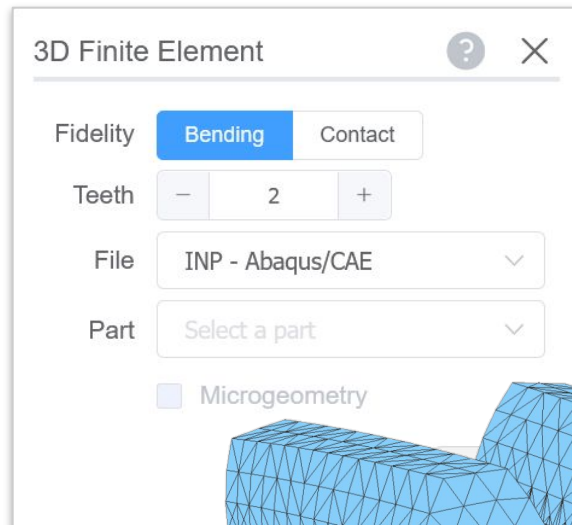 3D Finite Element ?
Fidelity Bending Contact
Teeth − 2 +
File INP - Abaqus/CAE
Part Select a part
Microgeometry